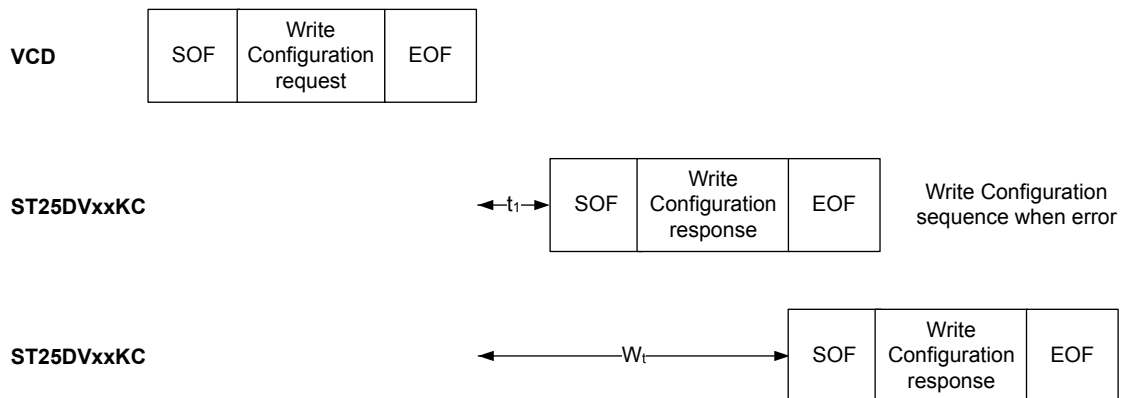 VCD
SOF
Write
Configuration
request
EOF
ST25DVxxKC
t1
SOF
Write
Configuration
response
EOF
Write Configuration
sequence when error
ST25DVxxKC
Wt
SOF
Write
Configuration
response
EOF